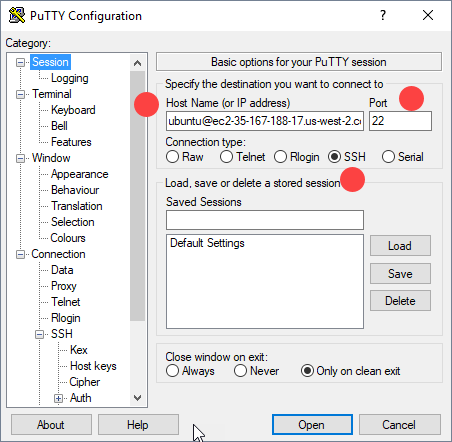 PuTTY Configuration
?
Category:
Session
Logging
Terminal
Keyboard
Bell
Features
Window
Appearance
Behaviour
Translation
Selection
Colours
Connection
Data
Proxy
Telnet
Rlogin
SSH
Kex
Host keys
Cipher
Auth
Basic options for your PuTTY session
Specify the destination you want to connect to
Host Name (or IP address) Port
ubuntu@ec2-35-167-188-17.us-west-2.c 22
Connection type:
Raw Telnet Rlogin SSH Serial
Load, save or delete a stored session
Saved Sessions
Default Settings
Load
Save
Delete
Close window on exit:
Always Never Only on clean exit
About Help Open Cancel